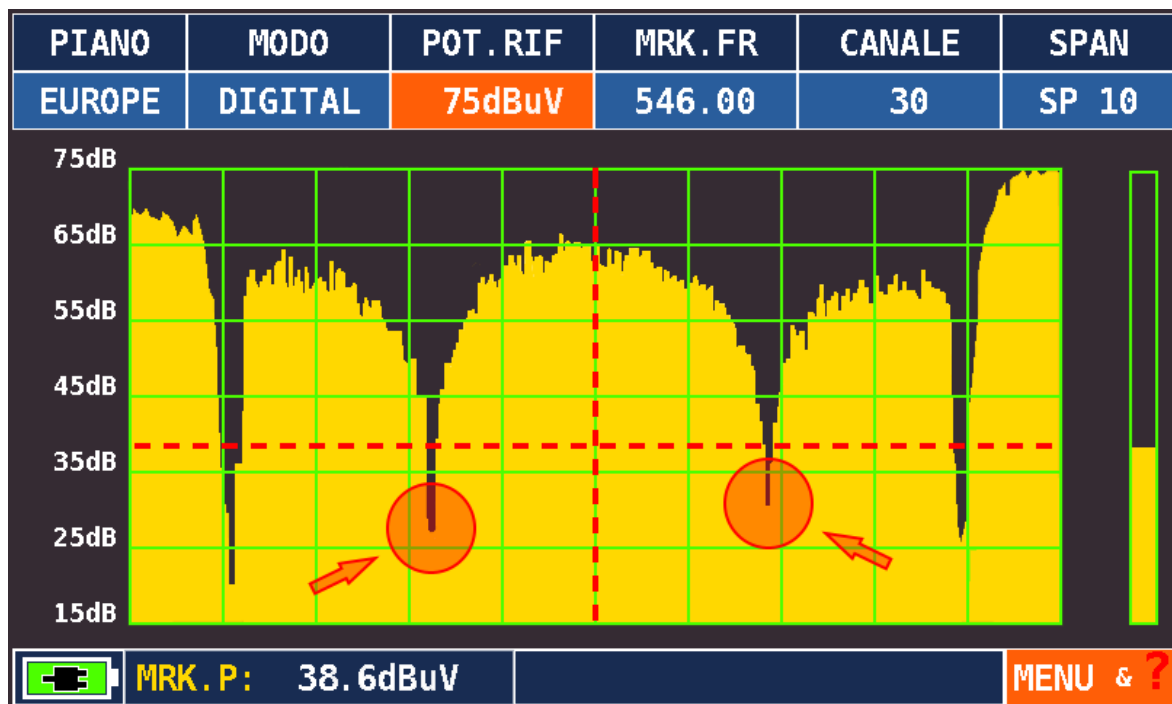 PIANO MODO POT.RIF MRK.FR CANALE SPAN
EUROPE DIGITAL 75dBuV 546.00 30 SP 10
75dB
65dB
55dB
45dB
35dB
25dB
15dB
MRK.P: 38.6dBuV MENU & ?